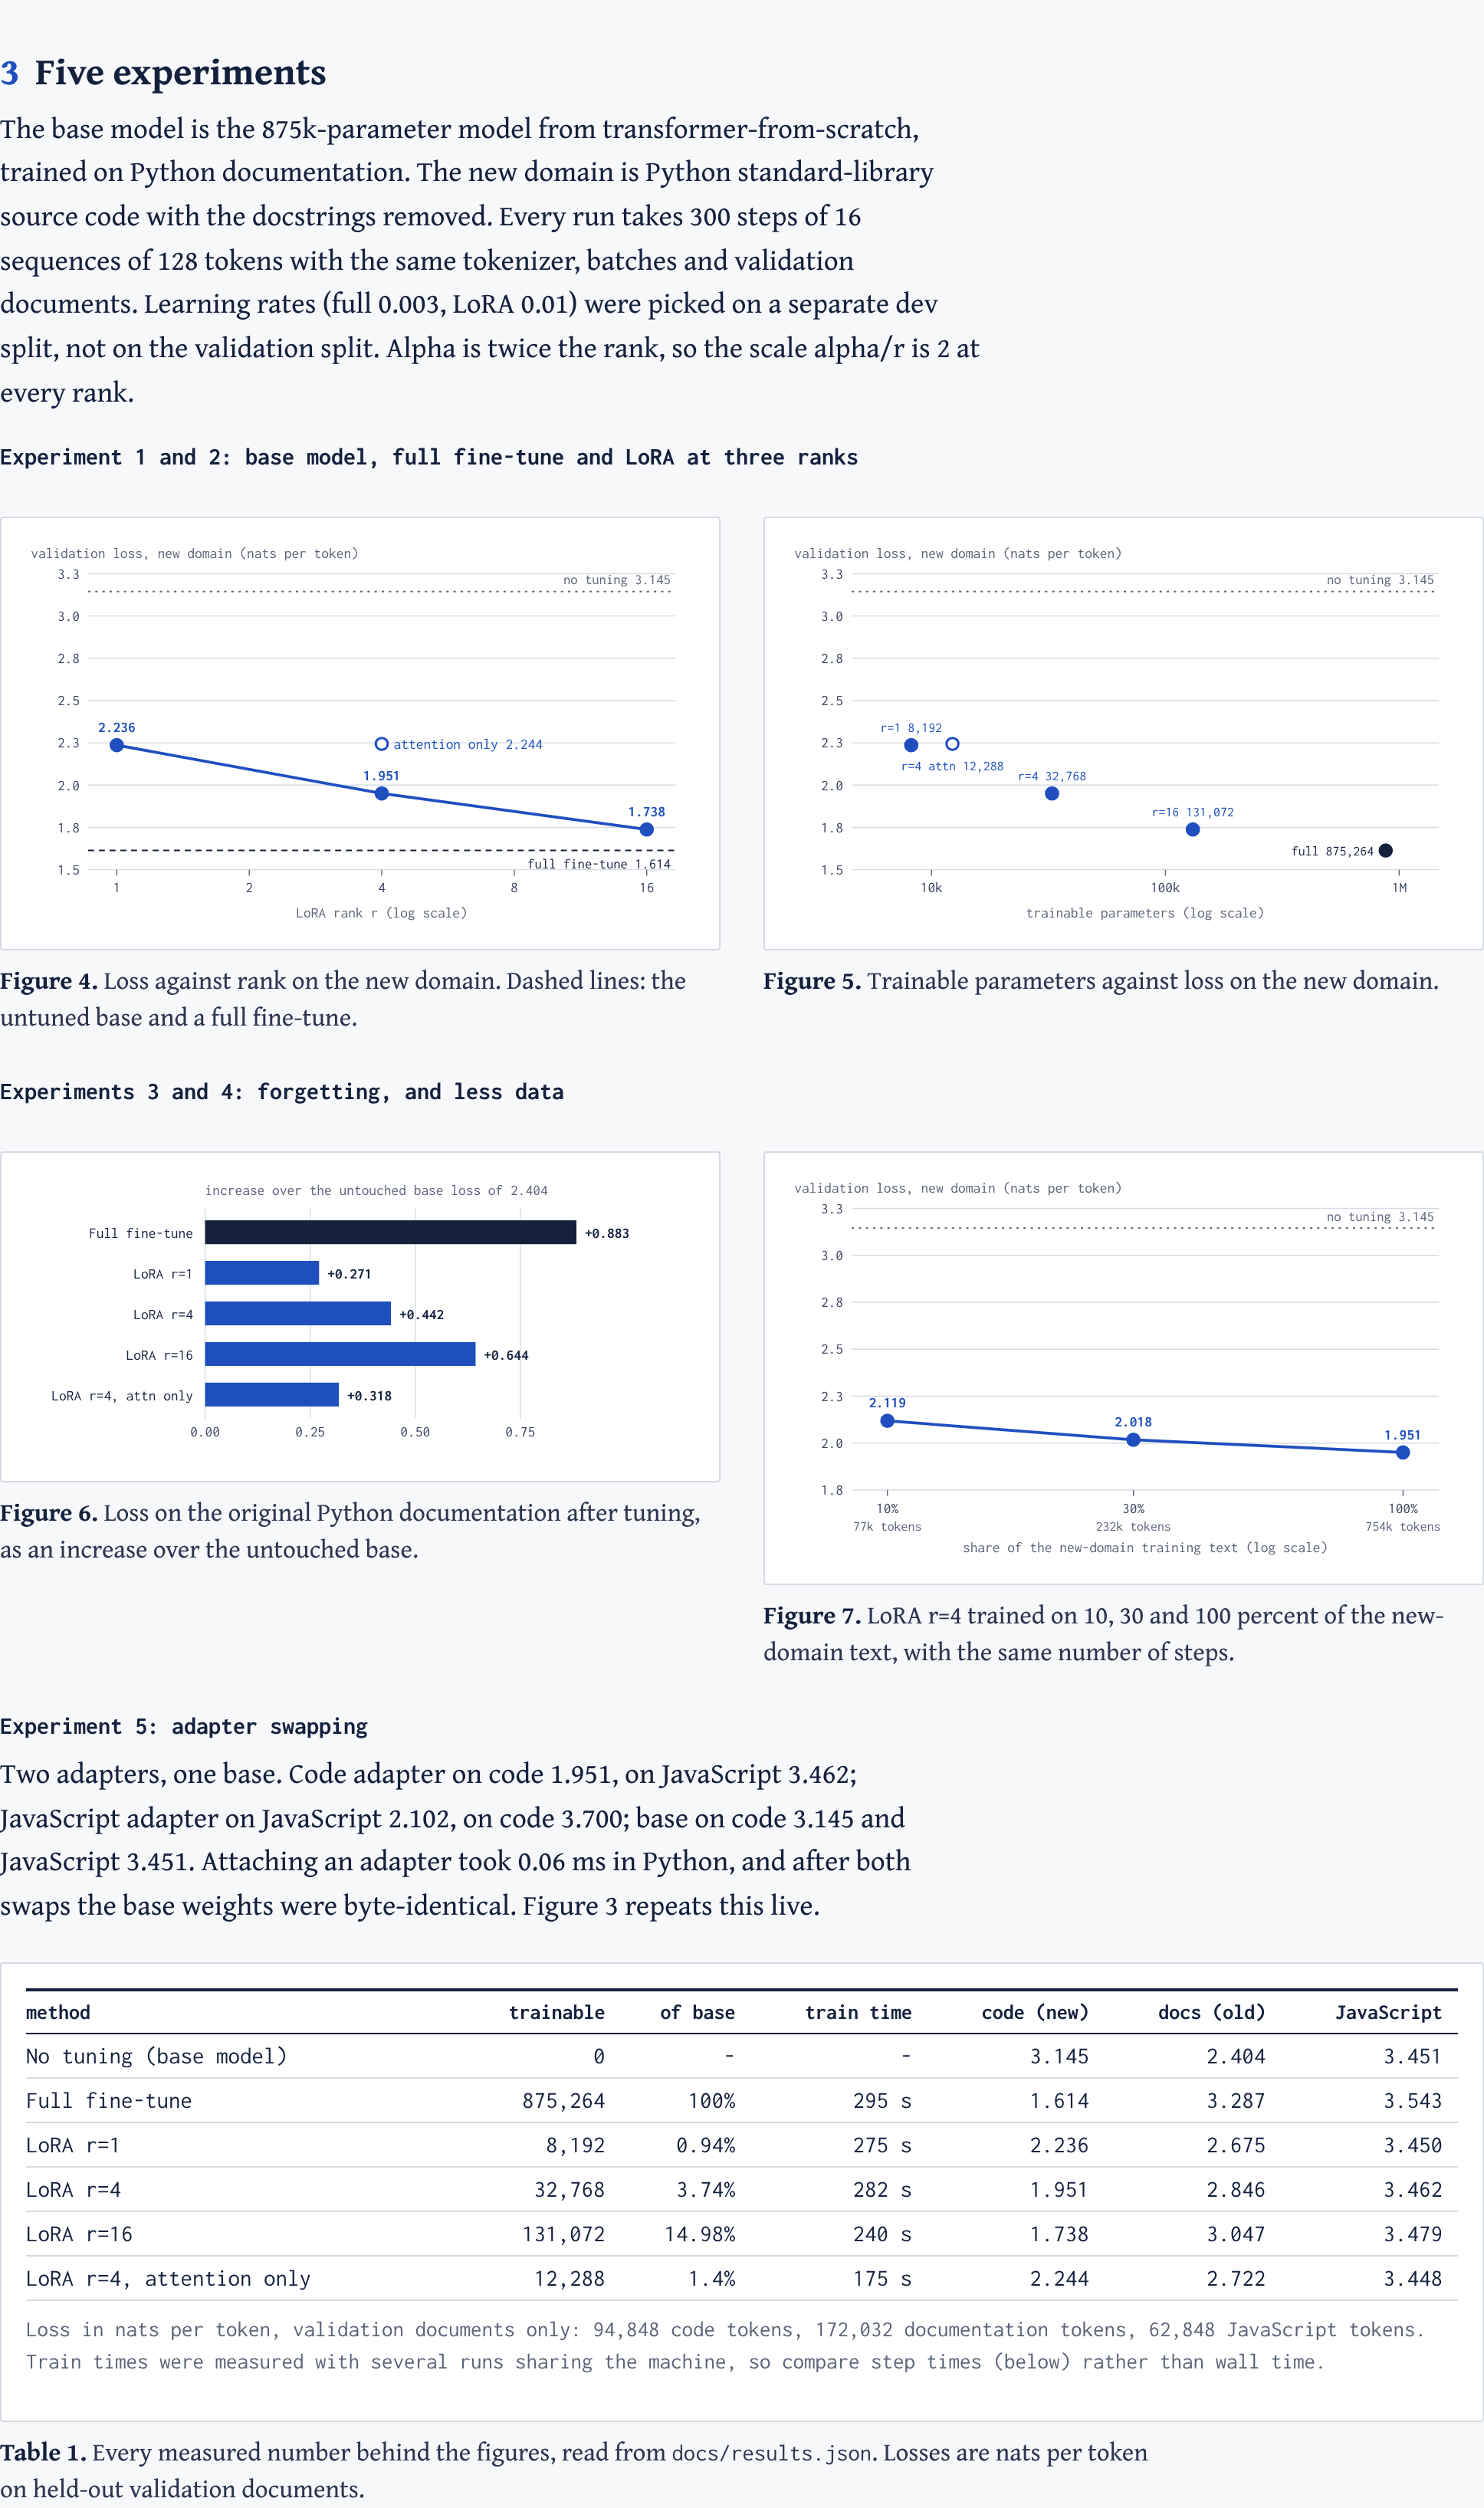 3 Five experiments
The base model is the 875k-parameter model from transformer-from-scratch,
trained on Python documentation. The new domain is Python standard-library
source code with the docstrings removed. Every run takes 300 steps of 16
sequences of 128 tokens with the same tokenizer, batches and validation
documents. Learning rates (full 0.003, LoRA 0.01) were picked on a separate dev
split, not on the validation split. Alpha is twice the rank, so the scale alpha/r is 2 at
every rank.
Experiment 1 and 2: base model, full fine-tune and LoRA at three ranks
validation loss, new domain (nats per token)
3.3
no tuning 3.145
3.0
2.8
2.5
2.236
2.3
attention only 2.244
1.951
2.0
1.738
1.8
full fine-tune 1.614
1.5
1 2 4 8 16
LoRA rank r (log scale)
Figure 4. Loss against rank on the new domain. Dashed lines: the
untuned base and a full fine-tune.
validation loss, new domain (nats per token)
3.3
no tuning 3.145
3.0
2.8
2.5
r=1 8,192
2.3
r=4 attn 12,288
r=4 32,768
2.0
r=16 131,072
1.8
full 875,264
1.5
10k 100k 1M
trainable parameters (log scale)
Figure 5. Trainable parameters against loss on the new domain.
Experiments 3 and 4: forgetting, and less data
increase over the untouched base loss of 2.404
Full fine-tune +0.883
LoRA r=1 +0.271
LoRA r=4 +0.442
LoRA r=16 +0.644
LoRA r=4, attn only +0.318
0.00 0.25 0.50 0.75
Figure 6. Loss on the original Python documentation after tuning,
as an increase over the untouched base.
validation loss, new domain (nats per token)
3.3
no tuning 3.145
3.0
2.8
2.5
2.3
2.119
2.018
1.951
2.0
1.8
10% 30% 100%
77k tokens 232k tokens 754k tokens
share of the new-domain training text (log scale)
Figure 7. LoRA r=4 trained on 10, 30 and 100 percent of the new-
domain text, with the same number of steps.
Experiment 5: adapter swapping
Two adapters, one base. Code adapter on code 1.951, on JavaScript 3.462;
JavaScript adapter on JavaScript 2.102, on code 3.700; base on code 3.145 and
JavaScript 3.451. Attaching an adapter took 0.06 ms in Python, and after both
swaps the base weights were byte-identical. Figure 3 repeats this live.
method trainable of base train time code (new) docs (old) JavaScript
No tuning (base model) 0 - - 3.145 2.404 3.451
Full fine-tune 875,264 100% 295 s 1.614 3.287 3.543
LoRA r=1 8,192 0.94% 275 s 2.236 2.675 3.450
LoRA r=4 32,768 3.74% 282 s 1.951 2.846 3.462
LoRA r=16 131,072 14.98% 240 s 1.738 3.047 3.479
LoRA r=4, attention only 12,288 1.4% 175 s 2.244 2.722 3.448
Loss in nats per token, validation documents only: 94,848 code tokens, 172,032 documentation tokens, 62,848 JavaScript tokens.
Train times were measured with several runs sharing the machine, so compare step times (below) rather than wall time.
Table 1. Every measured number behind the figures, read from docs/results.json. Losses are nats per token
on held-out validation documents.